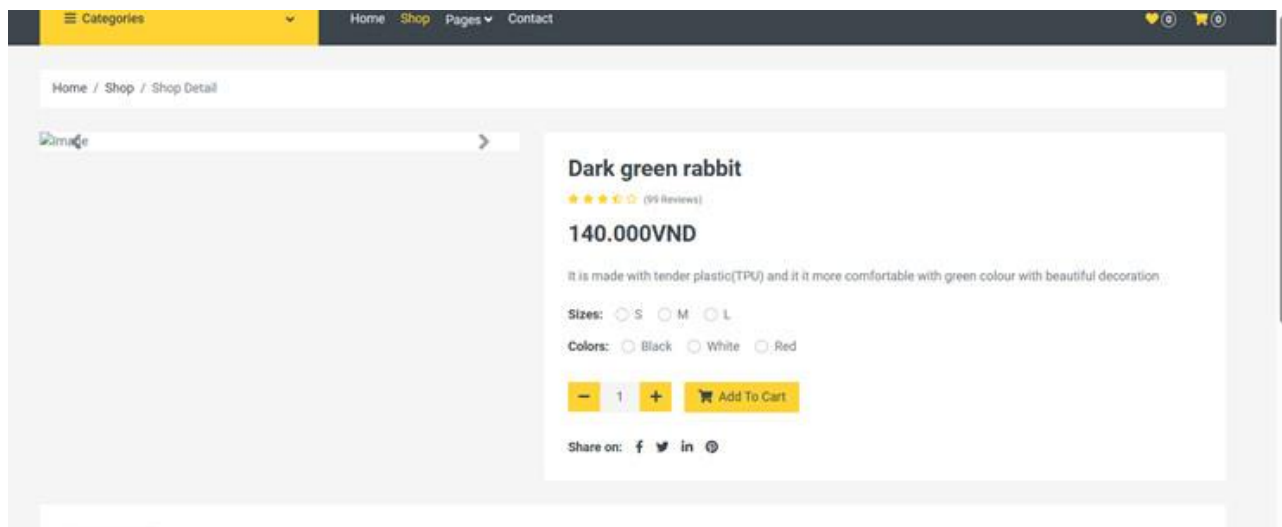 Categories
Home Shop Pages Contact
0 0
Home / Shop / Shop Detail
Image
Dark green rabbit
(99 Reviews)
140.000VND
It is made with tender plastic(TPU) and it it more comfortable with green colour with beautiful decoration
Sizes: S M L
Colors: Black White Red
- 1 + Add To Cart
Share on: f in